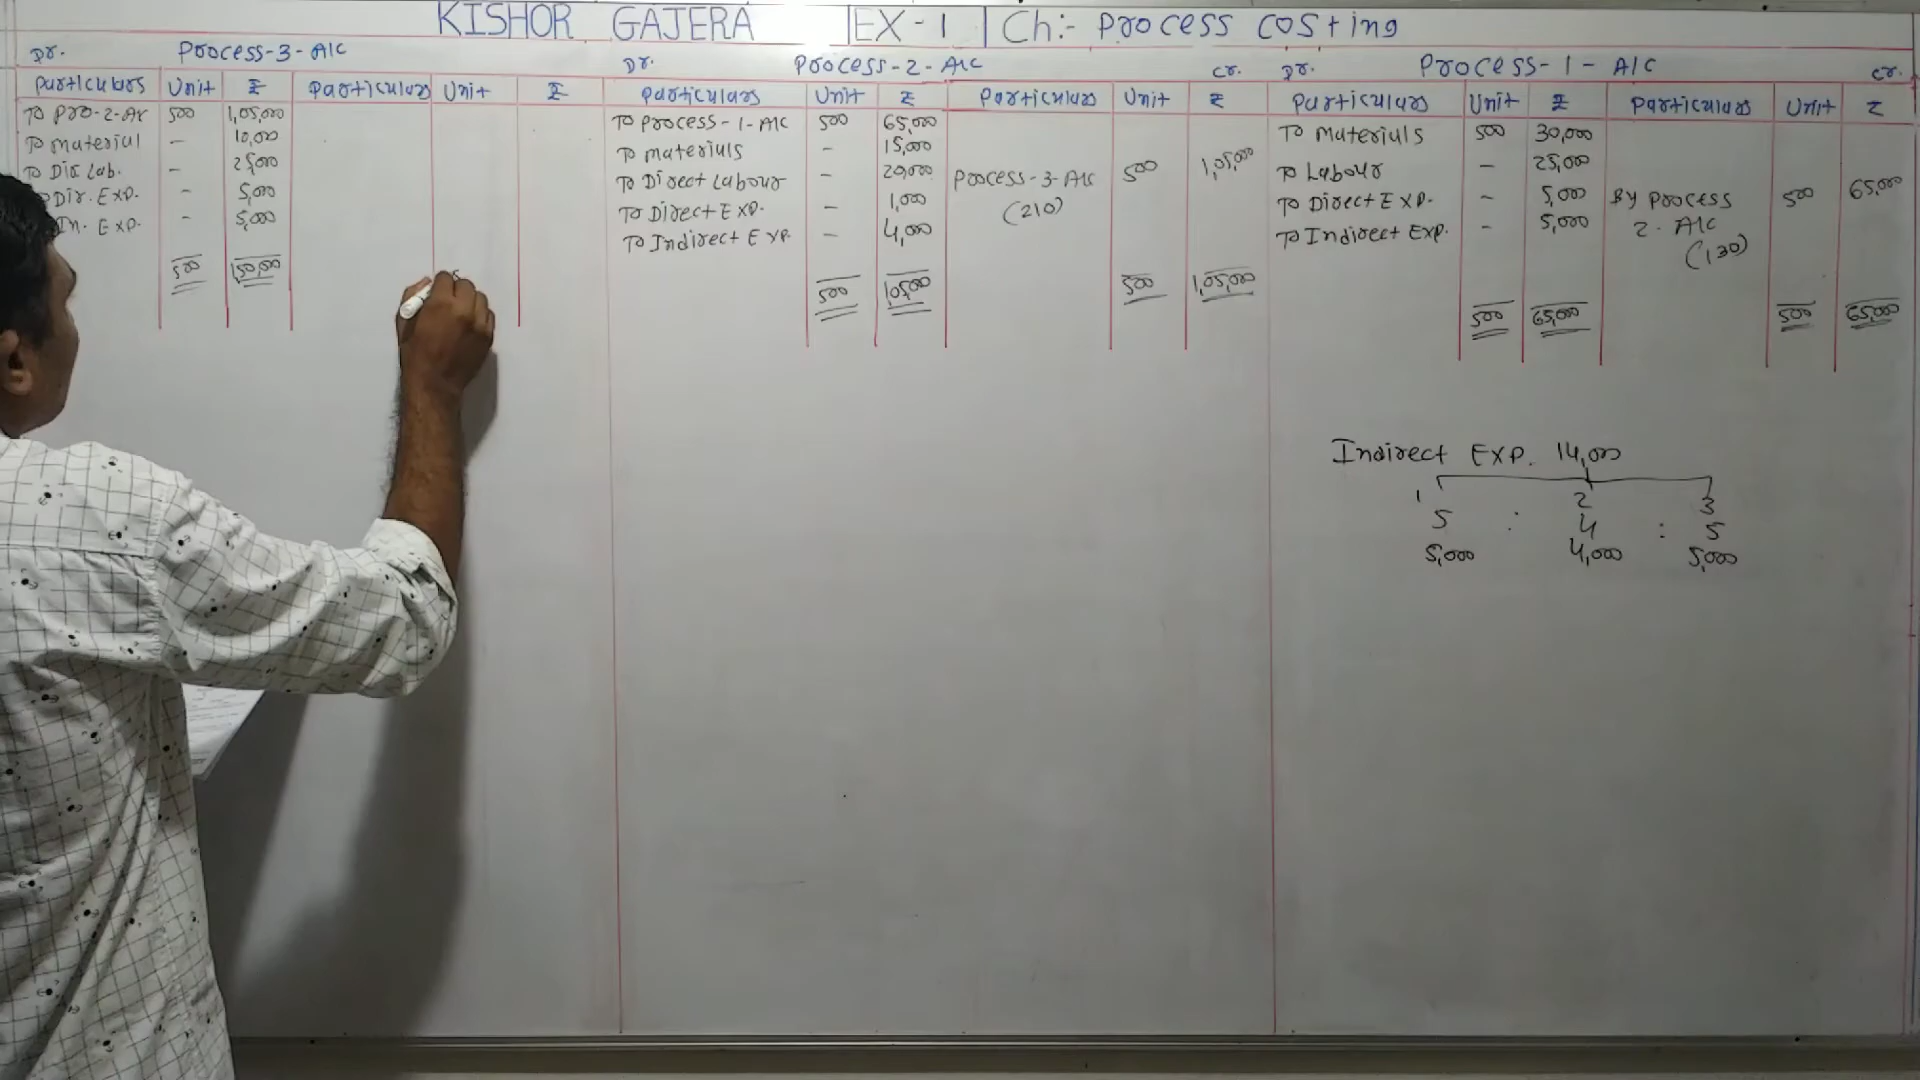 KISHOR GAJERA EX-1 Ch:- Process Costing
Dr. Process-3-A/c
Particulars Unit ₹ Particulars Unit ₹
To Pro-2-A/c 500 1,05,000
To Material - 10,000
To Dir. Lab. - 25,000
Dir. Exp. - 5,000
In. Exp. - 5,000
500 1,50,000
Dr. Process-2-A/c Cr.
Particulars Unit ₹ Particulars Unit ₹
To Process-1-A/c 500 65,000
To Materials - 15,000
To Direct Labour - 20,000 Process-3-A/c 500 1,05,000
To Direct Exp. - 1,000 (210)
To Indirect Exp. - 4,000
500 1,05,000 500 1,05,000
Dr. Process-1-A/c Cr.
Particulars Unit ₹ Particulars Unit ₹
To Materials 500 30,000
To Labour - 25,000
To Direct Exp. - 5,000 By Process 500 65,000
To Indirect Exp. - 5,000 2-A/c
(130)
500 65,000 500 65,000
Indirect Exp. 14,000
1 2 3
5 : 4 : 5
5,000 4,000 5,000